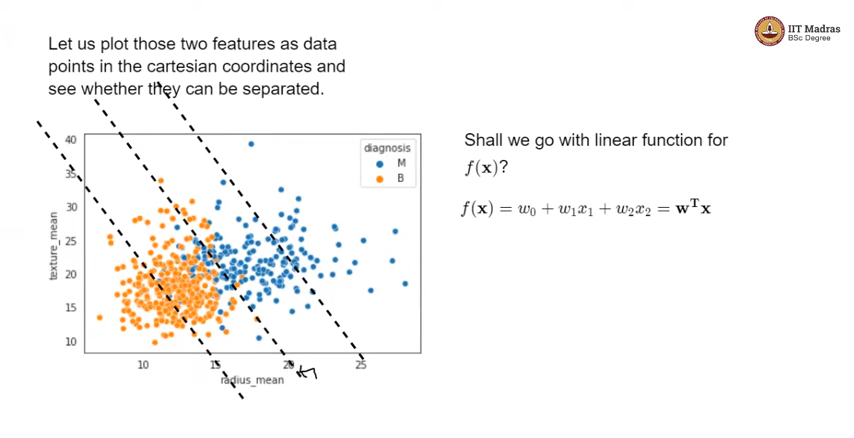 IIT Madras
BSc Degree
Let us plot those two features as data
points in the cartesian coordinates and
see whether they can be separated.
40
35
30
25
20
15
10
texture_mean
diagnosis
M
B
10
15
20
25
radius_mean
Shall we go with linear function for
f(x)?
f(x) = w₀ + w₁x₁ + w₂x₂ = wᵀx